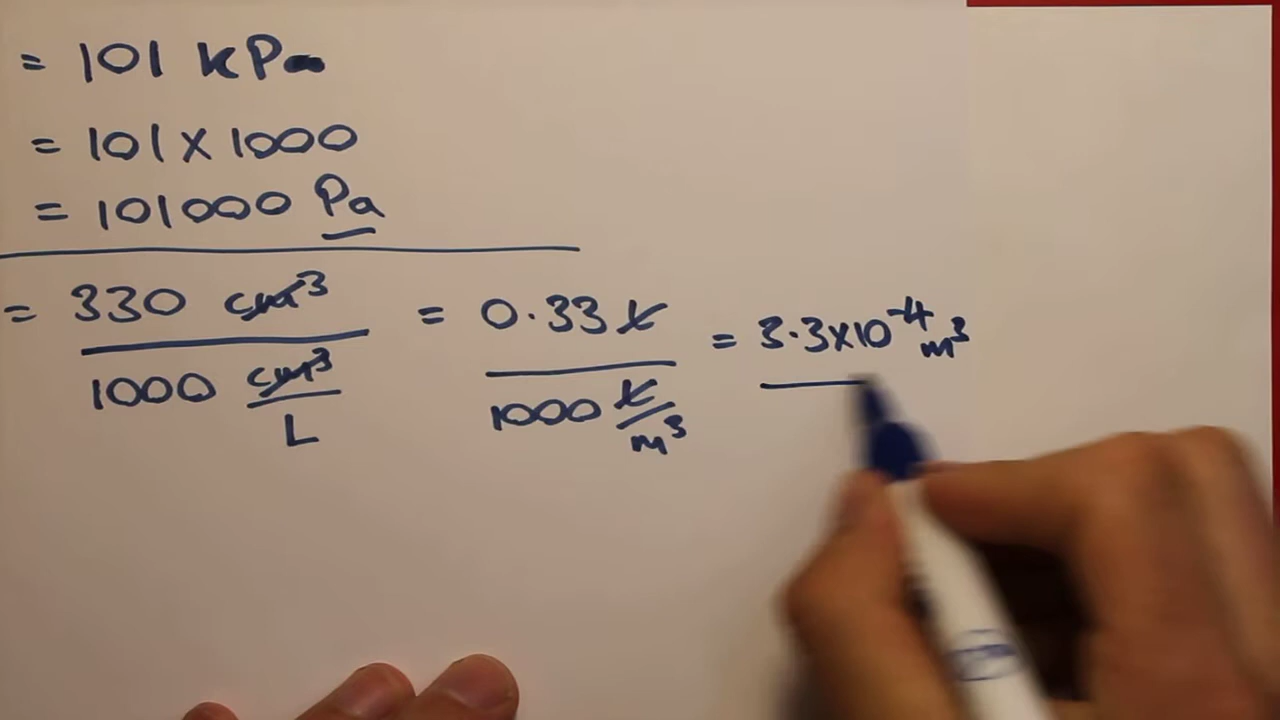 = 101 kPa
= 101 x 1000
= 101000 Pa
= 330 cm³ = 0.33 L = 3.3x10⁻⁴ m³
1000 cm³ 1000 L
L m³